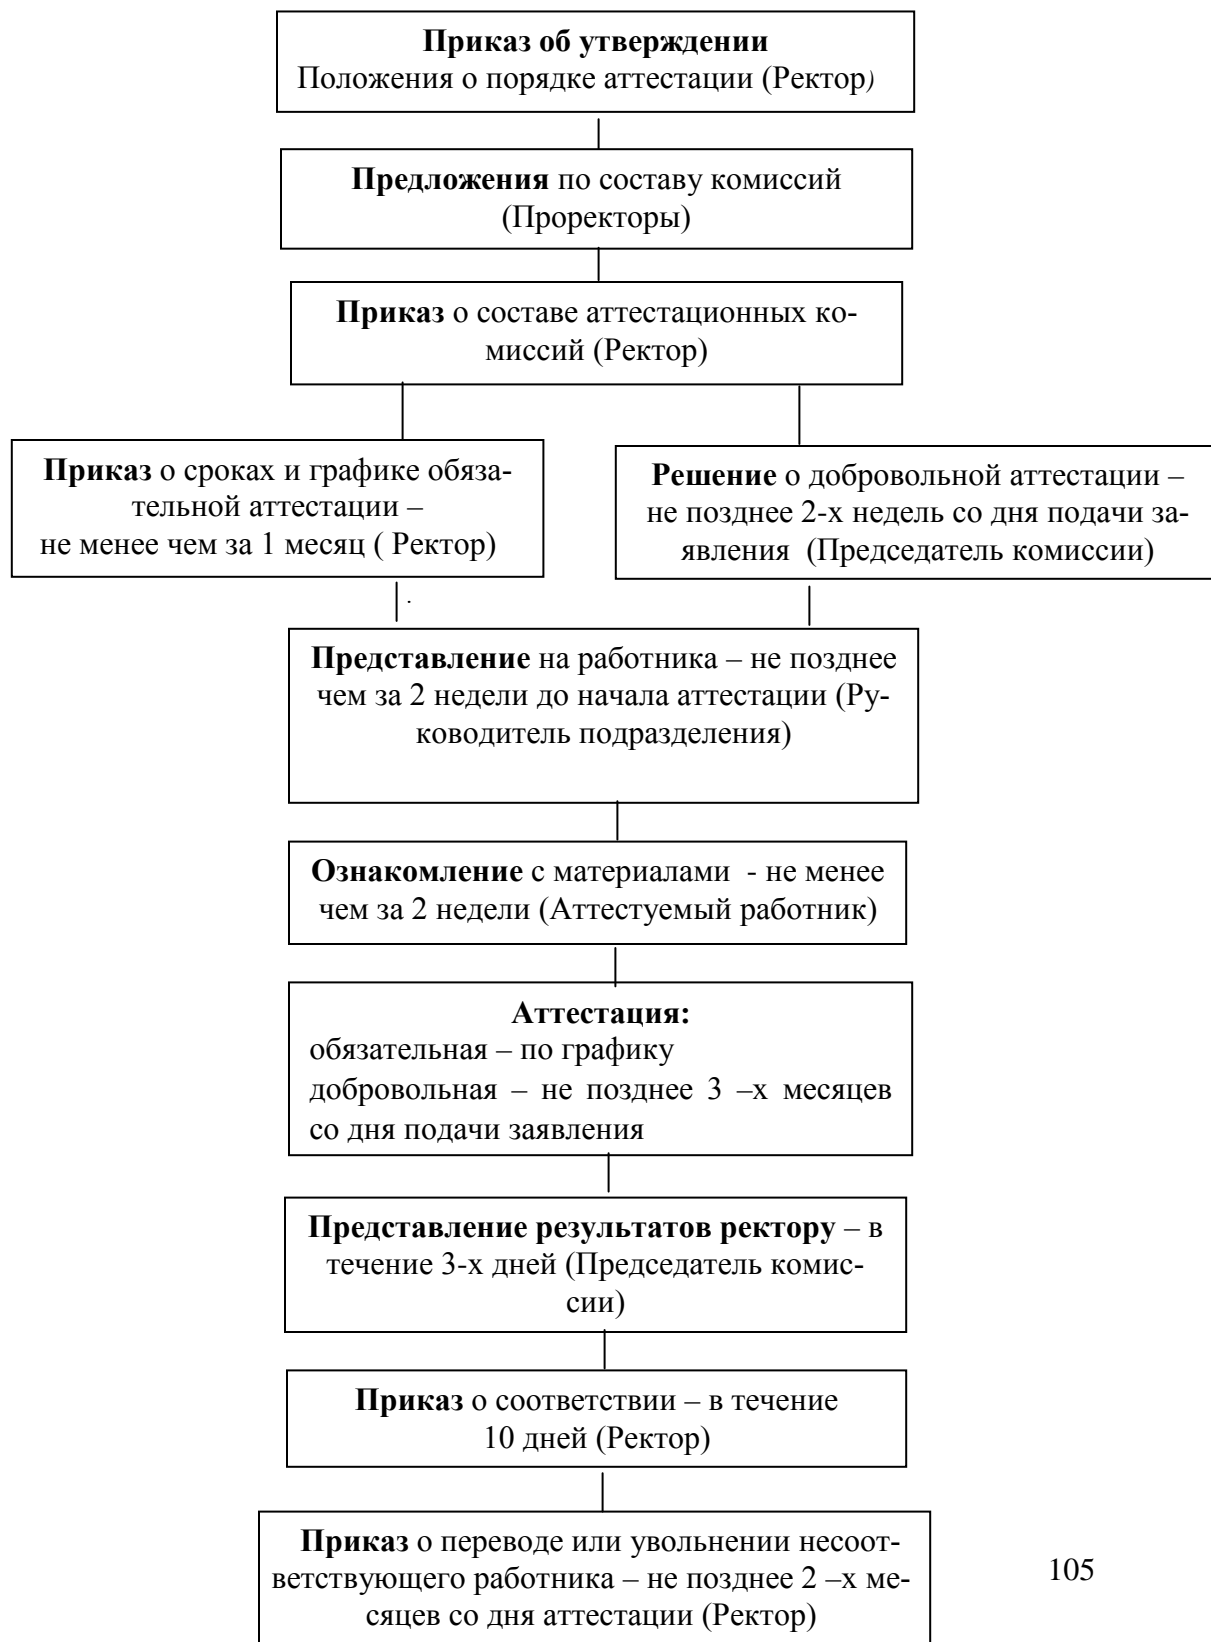 Приказ об утверждении
Положения о порядке аттестации (Ректор)
Предложения по составу комиссий
(Проректоры)
Приказ о составе аттестационных ко-
миссий (Ректор)
Приказ о сроках и графике обяза-
тельной аттестации –
не менее чем за 1 месяц ( Ректор)
Решение о добровольной аттестации –
не позднее 2-х недель со дня подачи за-
явления (Председатель комиссии)
.
Представление на работника – не позднее
чем за 2 недели до начала аттестации (Ру-
ководитель подразделения)
Ознакомление с материалами - не менее
чем за 2 недели (Аттестуемый работник)
Аттестация:
обязательная – по графику
добровольная – не позднее 3 –х месяцев
со дня подачи заявления
Представление результатов ректору – в
течение 3-х дней (Председатель комис-
сии)
Приказ о соответствии – в течение
10 дней (Ректор)
Приказ о переводе или увольнении несоот-
ветствующего работника – не позднее 2 –х ме-
сяцев со дня аттестации (Ректор)
105